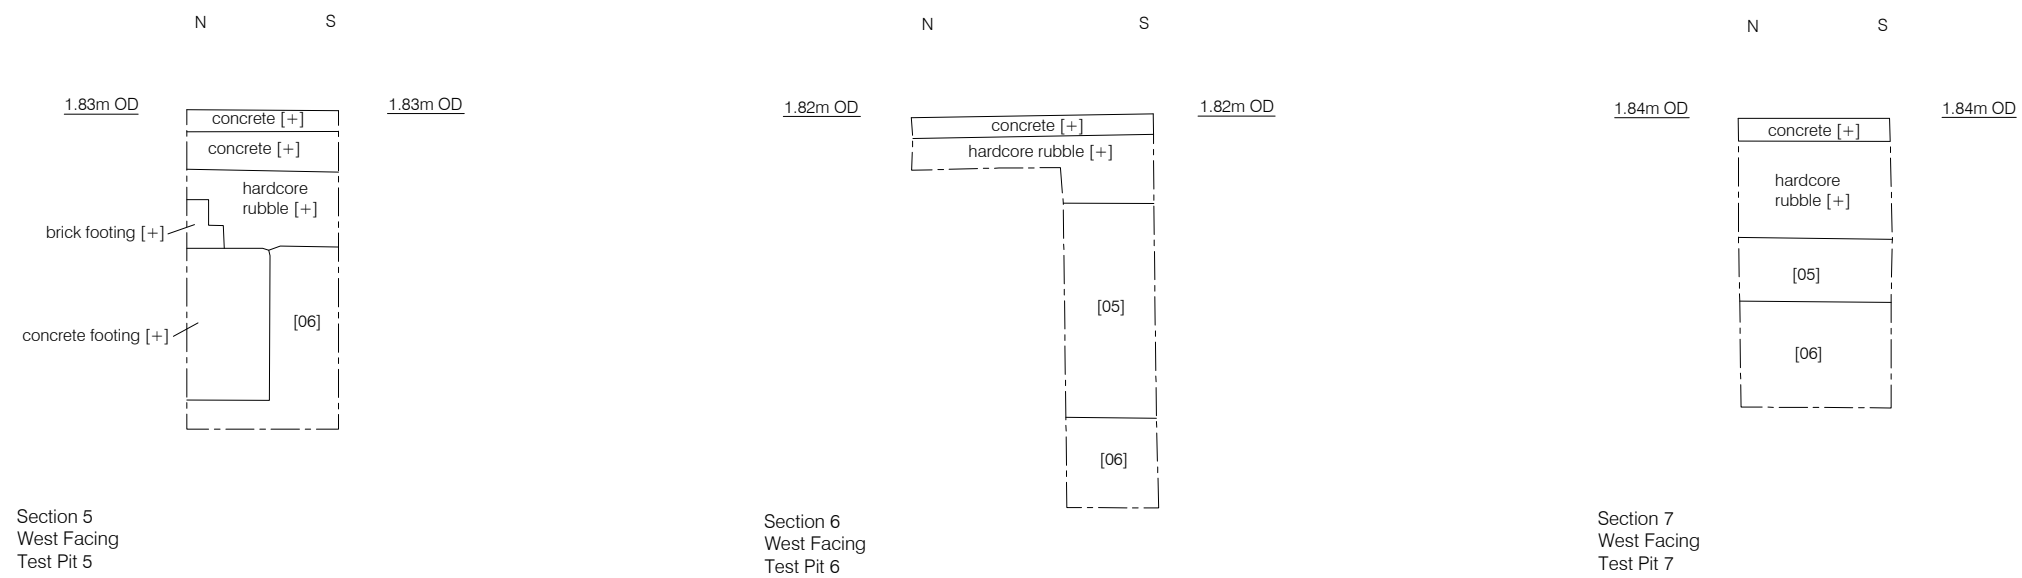 N S
1.83m OD 1.83m OD
concrete [+]
concrete [+]
hardcore
rubble [+]
brick footing [+]
concrete footing [+]
[06]
Section 5
West Facing
Test Pit 5
N S
1.82m OD 1.82m OD
concrete [+]
hardcore rubble [+]
[05]
[06]
Section 6
West Facing
Test Pit 6
N S
1.84m OD 1.84m OD
concrete [+]
hardcore
rubble [+]
[05]
[06]
Section 7
West Facing
Test Pit 7